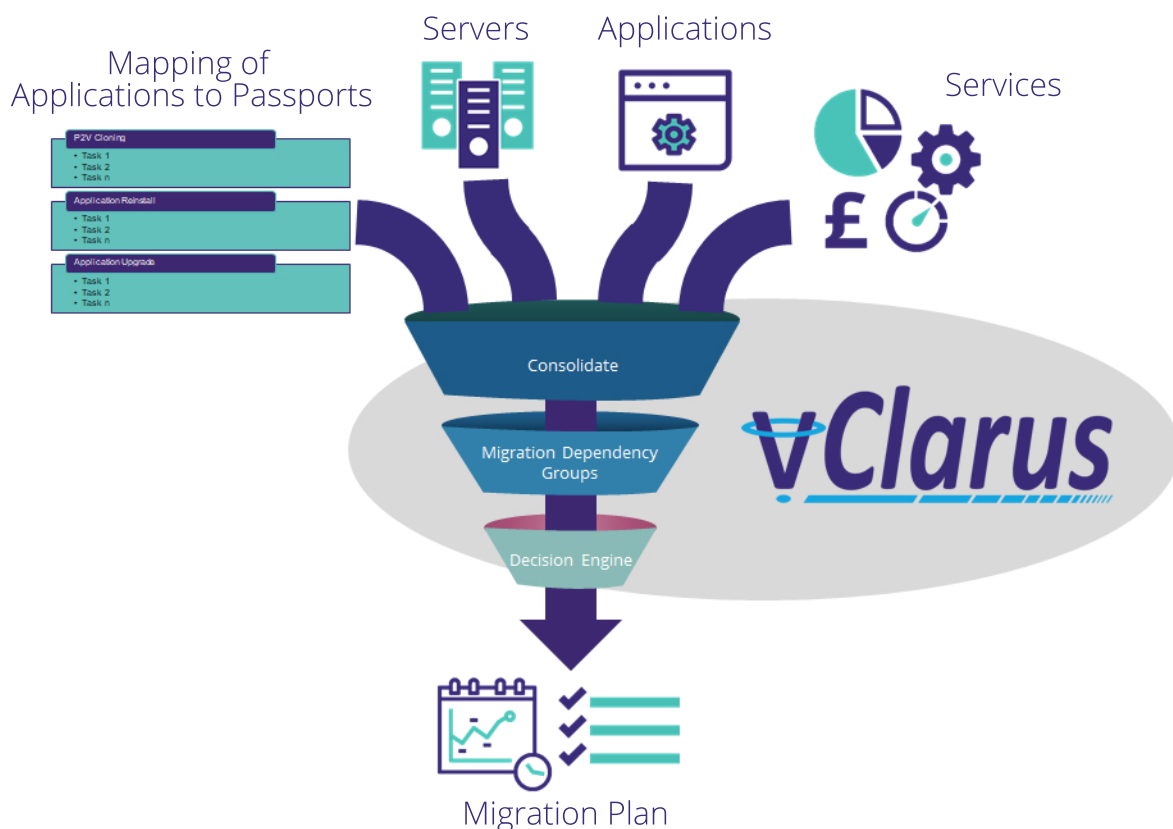 Servers
Applications
Services
Mapping of
Applications to Passports
P2V Cloning
• Task 1
• Task 2
• Task n
Application Reinstall
• Task 1
• Task 2
• Task n
Application Upgrade
• Task 1
• Task 2
• Task n
£
Consolidate
Migration Dependency
Groups
vClarus
Decision Engine
Migration Plan